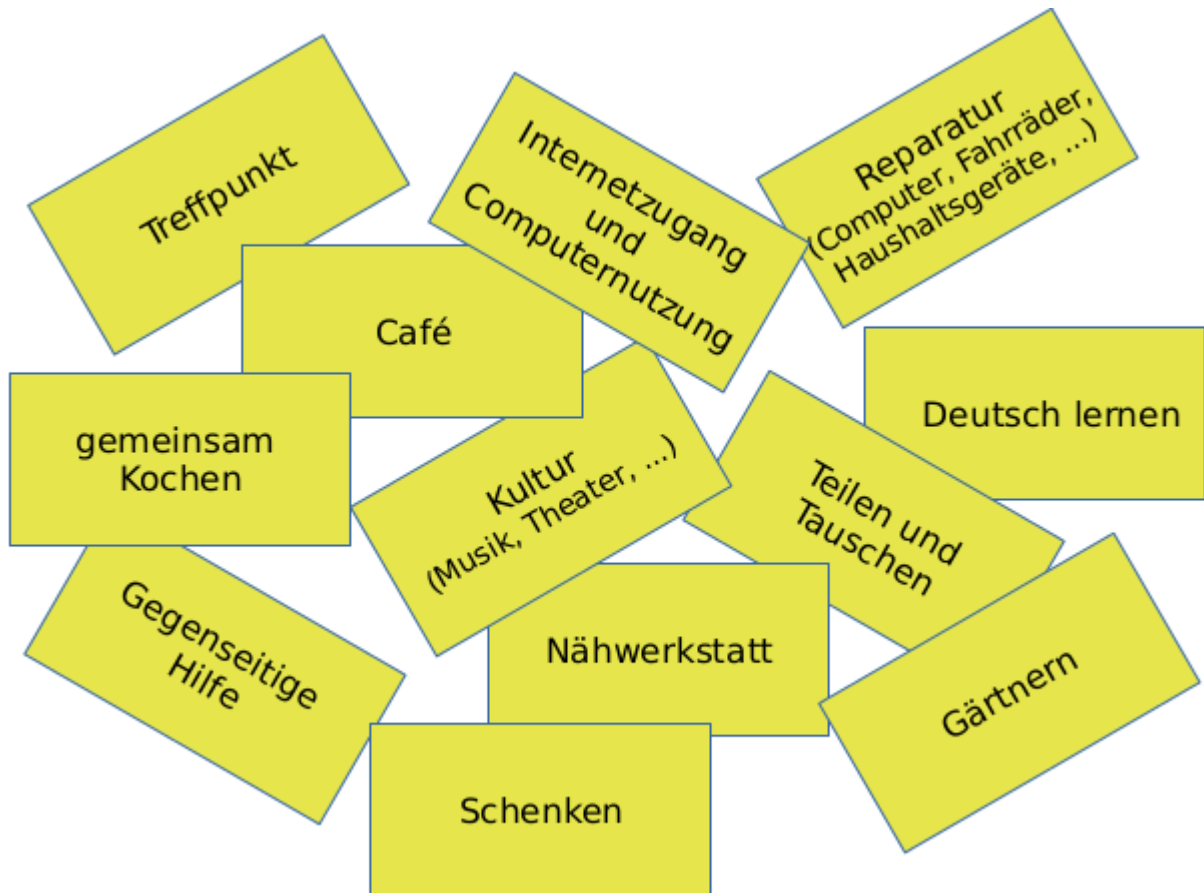 Treffpunkt
Internetzugang
und
Computernutzung
Reparatur
(Computer, Fahrräder,
Haushaltsgeräte, ...)
Café
Deutsch lernen
gemeinsam
Kochen
Kultur
(Musik, Theater, ...)
Teilen und
Tauschen
Gegenseitige
Hilfe
Nähwerkstatt
Gärtnern
Schenken